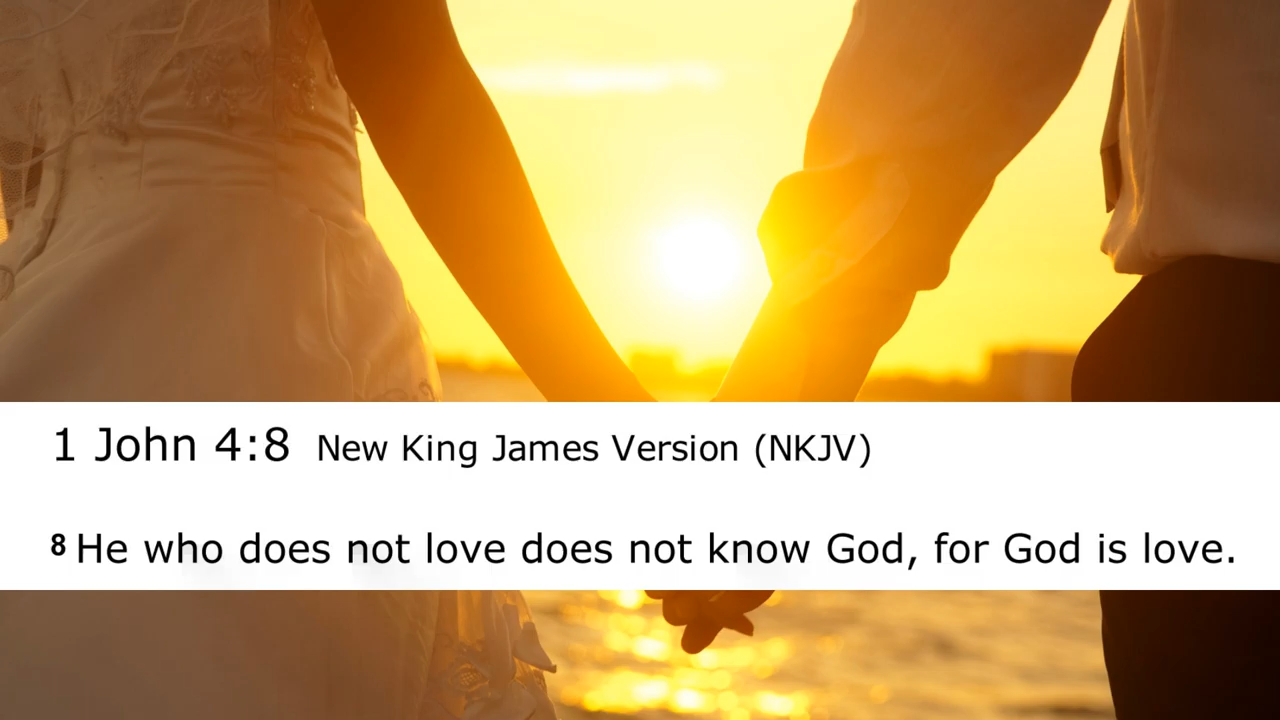 1 John 4:8 New King James Version (NKJV)
8 He who does not love does not know God, for God is love.